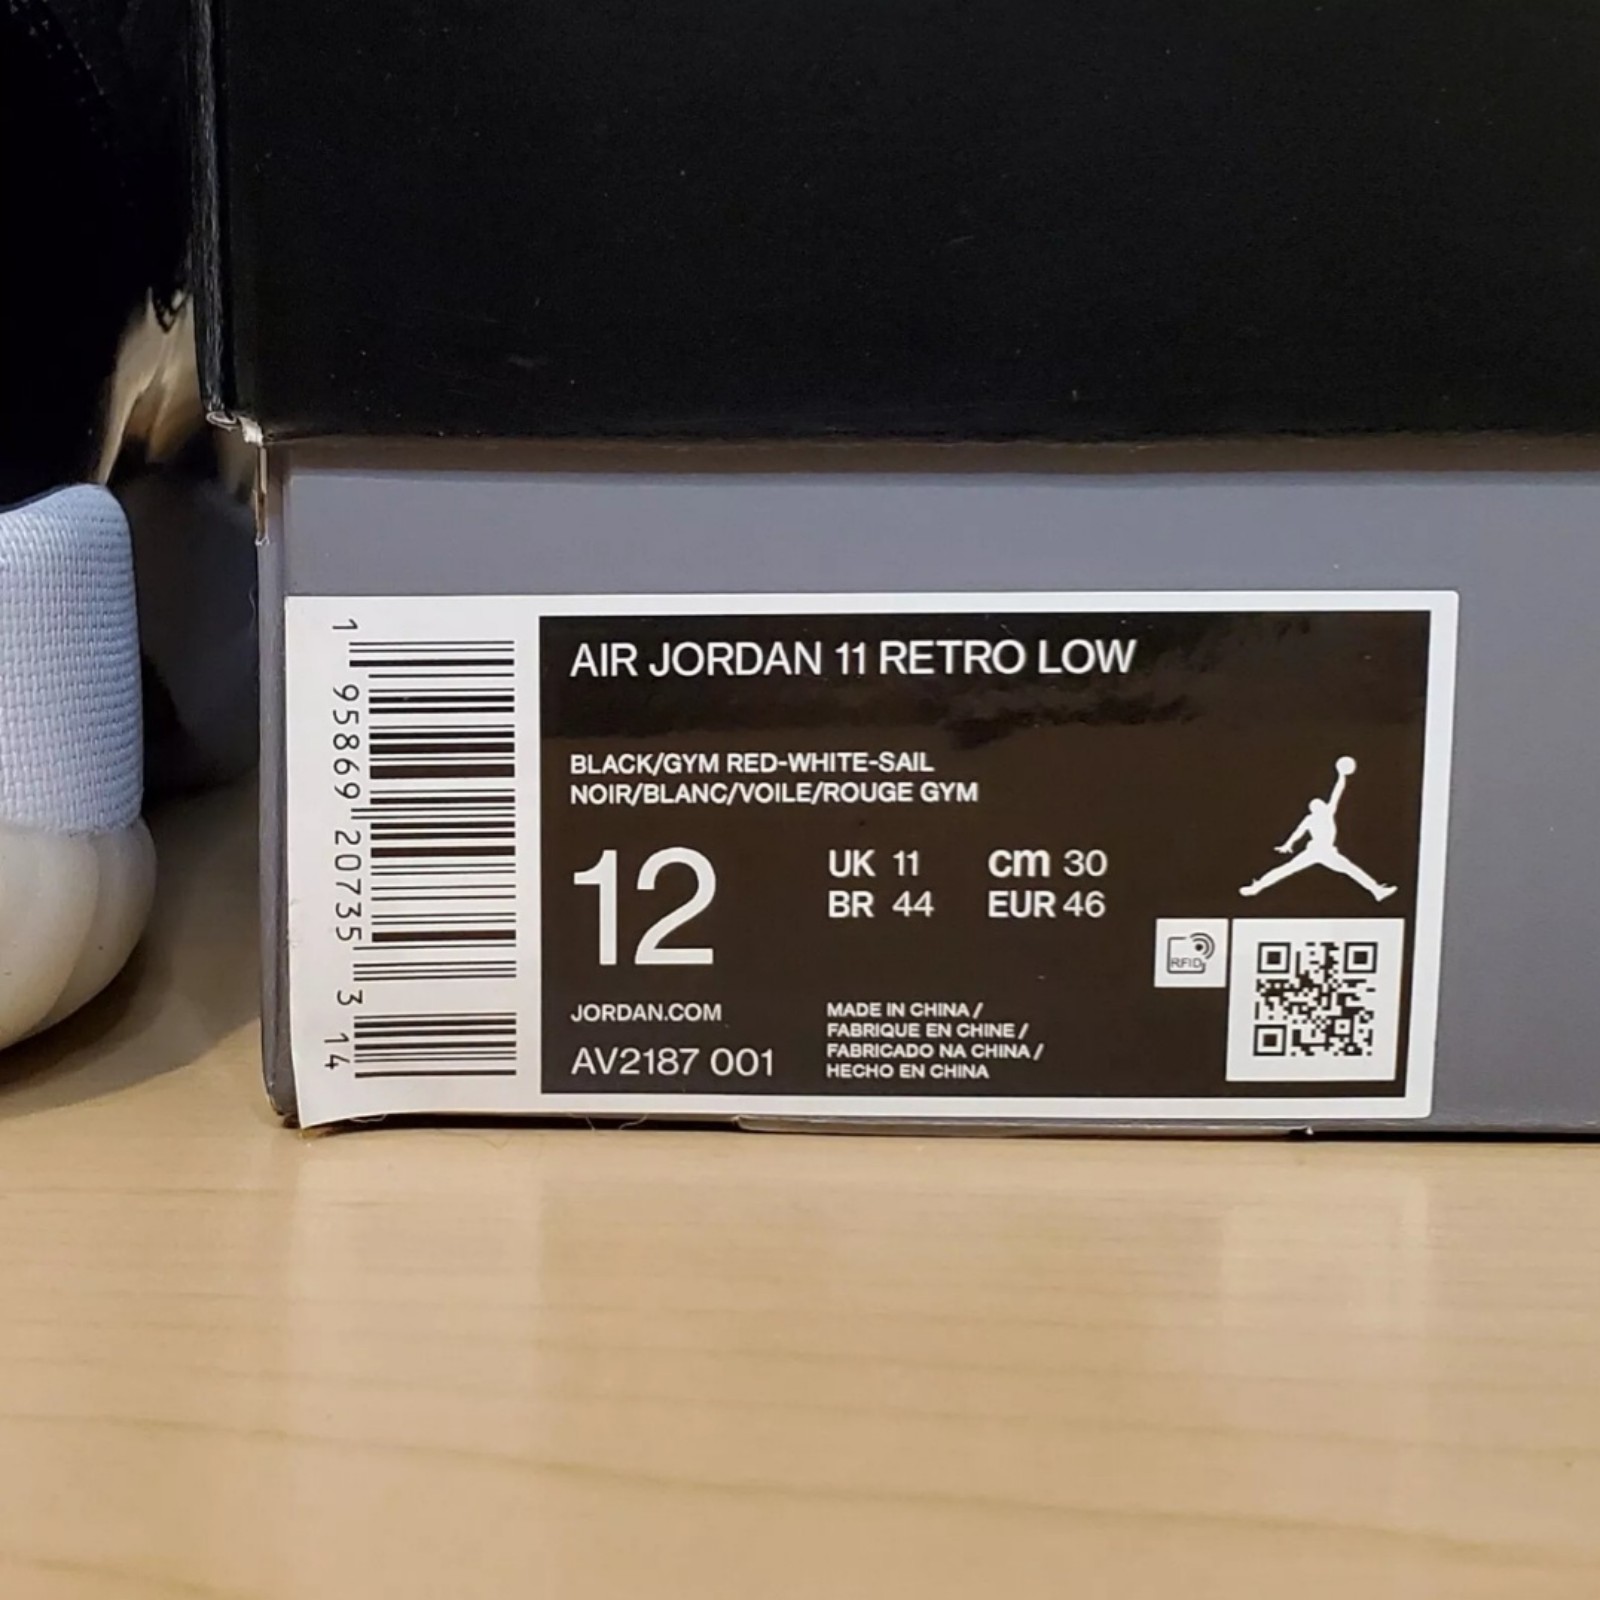 AIR JORDAN 11 RETRO LOW
BLACK/GYM RED-WHITE-SAIL
NOIR/BLANC/VOILE/ROUGE GYM
12
UK 11 cm 30
BR 44 EUR 46
RFID
JORDAN.COM
AV2187 001
MADE IN CHINA /
FABRIQUE EN CHINE /
FABRICADO NA CHINA /
HECHO EN CHINA
1 95869 20735 3 14